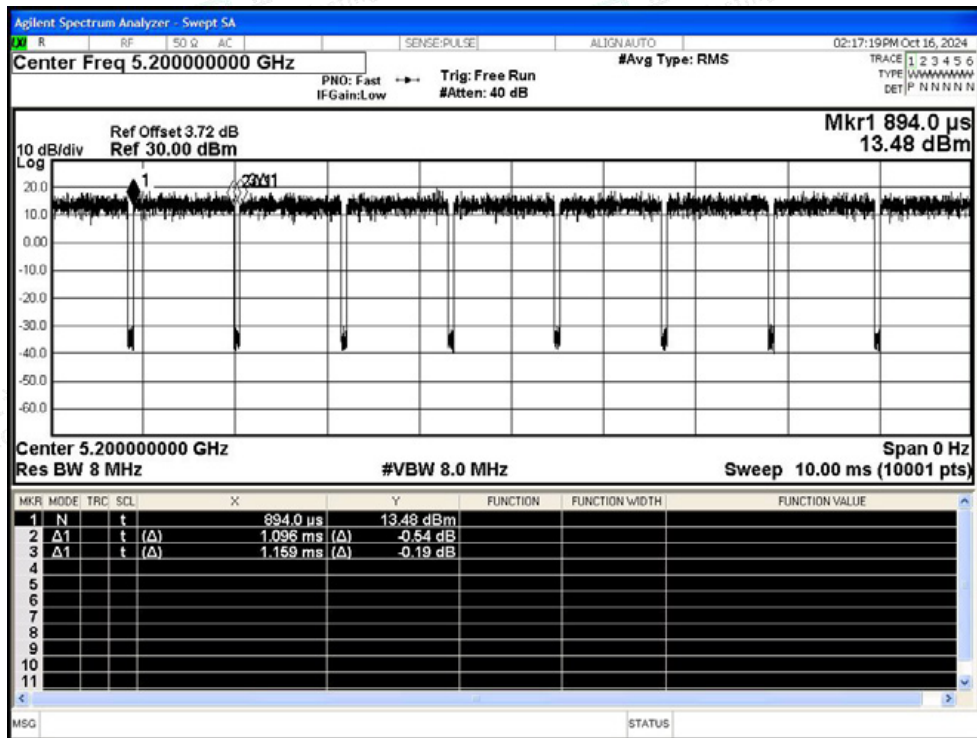 Agilent Spectrum Analyzer - Swept SA
LXI R RF 50 Ω AC SENSE:PULSE ALIGNAUTO 02:17:19PM Oct 16, 2024
Center Freq 5.200000000 GHz
#Avg Type: RMS
TRACE 1 2 3 4 5 6
PNO: Fast
Trig: Free Run
TYPE WWWWWW
IFGain:Low
#Atten: 40 dB
DET P N N N N N
Mkr1 894.0 µs
Ref Offset 3.72 dB
10 dB/div Ref 30.00 dBm 13.48 dBm
Log
1
2Δ1
3Δ1
20.0
10.0
0.00
-10.0
-20.0
-30.0
-40.0
-50.0
-60.0
Center 5.200000000 GHz Span 0 Hz
Res BW 8 MHz #VBW 8.0 MHz Sweep 10.00 ms (10001 pts)
MKR MODE TRC SCL X Y FUNCTION FUNCTION WIDTH FUNCTION VALUE
1 N t 894.0 µs 13.48 dBm
2 Δ1 t (Δ) 1.096 ms (Δ) -0.54 dB
3 Δ1 t (Δ) 1.159 ms (Δ) -0.19 dB
4
5
6
7
8
9
10
11
MSG STATUS